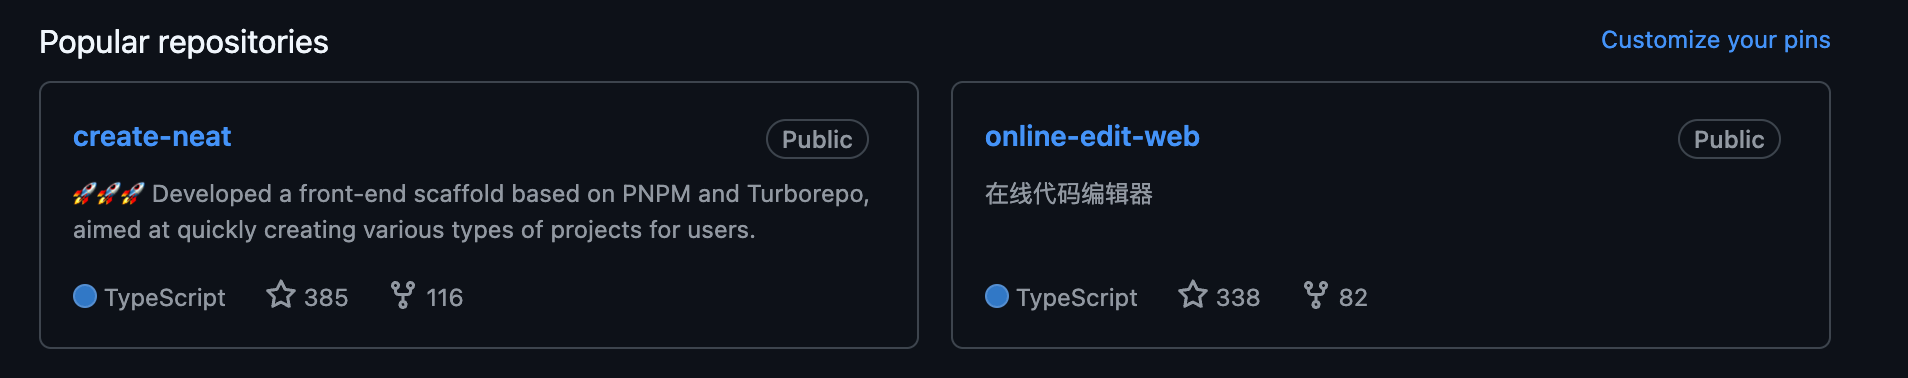 Popular repositories
Customize your pins
create-neat
Public
🚀🚀🚀 Developed a front-end scaffold based on PNPM and Turborepo,
aimed at quickly creating various types of projects for users.
TypeScript 385 116
online-edit-web
Public
在线代码编辑器
TypeScript 338 82